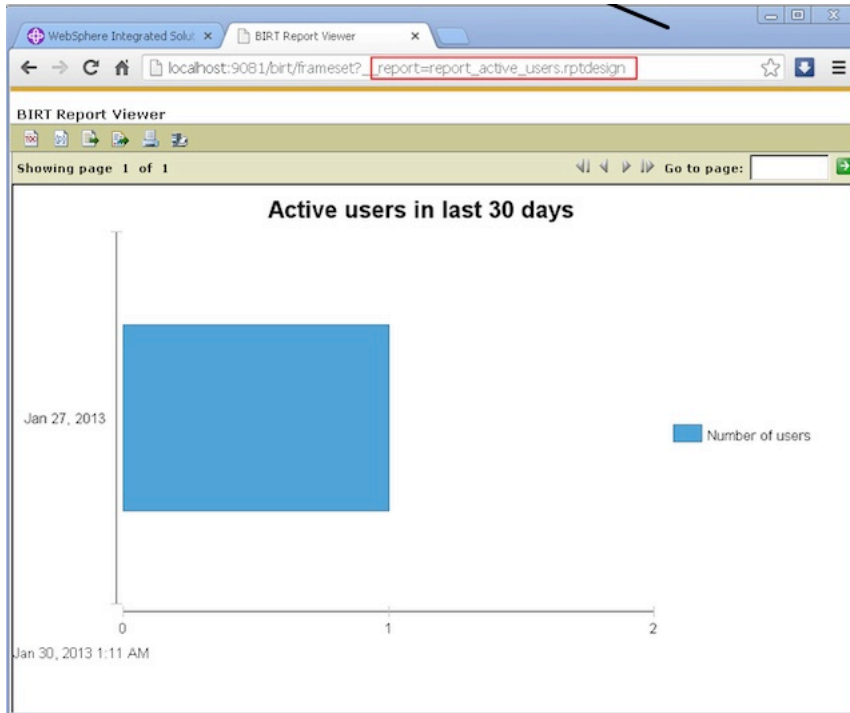 WebSphere Integrated Solut
BIRT Report Viewer
localhost:9081/birt/frameset?__report=report_active_users.rptdesign
BIRT Report Viewer
Showing page 1 of 1
Go to page:
Active users in last 30 days
Jan 27, 2013
Number of users
0 1 2
Jan 30, 2013 1:11 AM